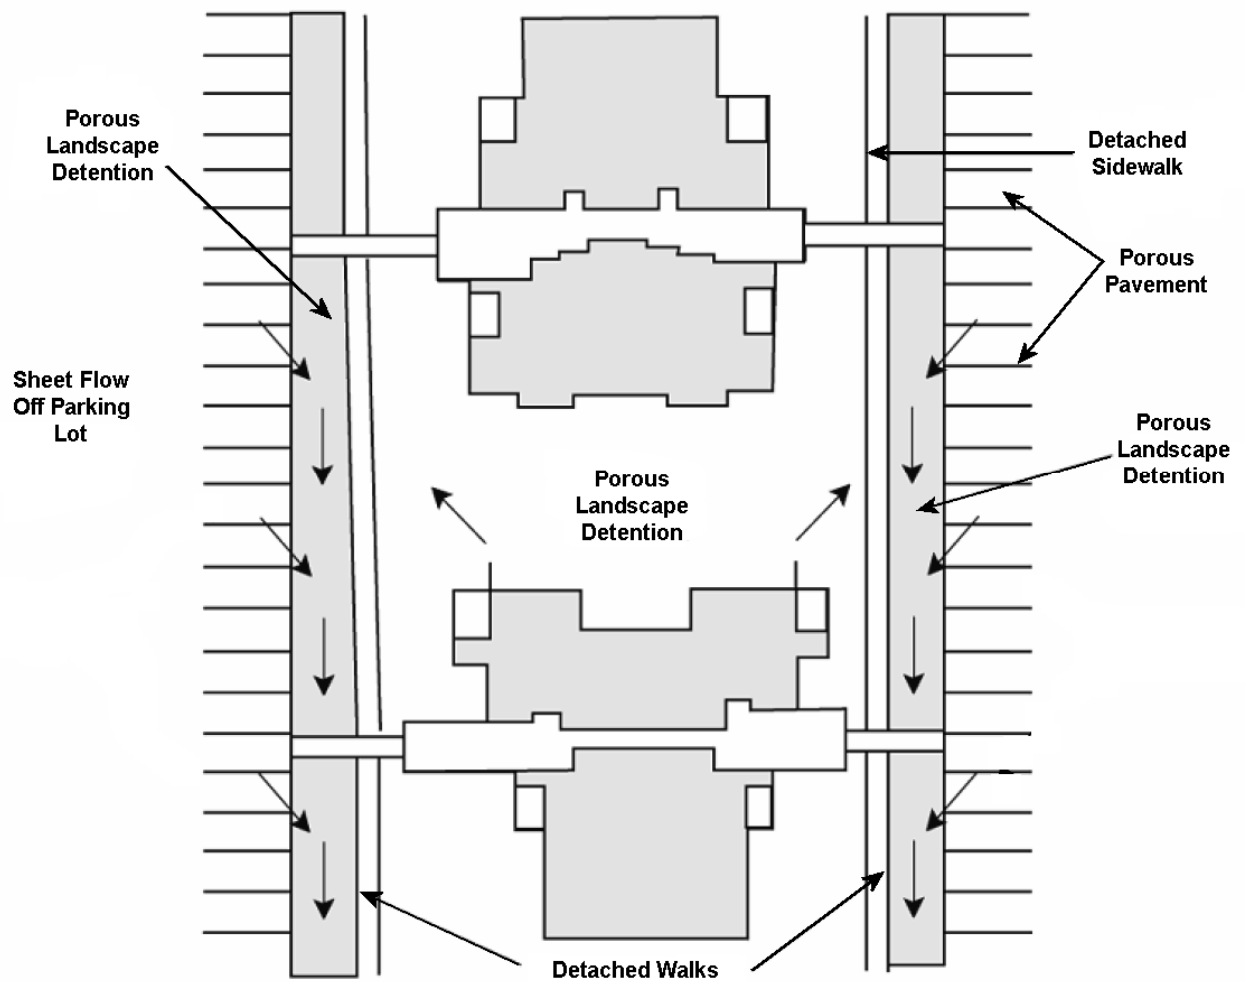 Porous
Landscape
Detention
Detached
Sidewalk
Porous
Pavement
Sheet Flow
Off Parking
Lot
Porous
Landscape
Detention
Porous
Landscape
Detention
Detached Walks